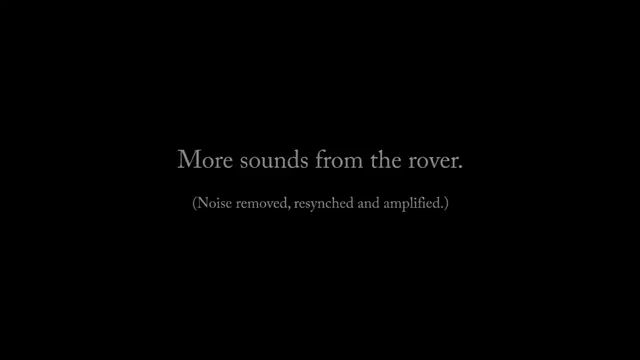 More sounds from the rover.
(Noise removed, resynched and amplified.)